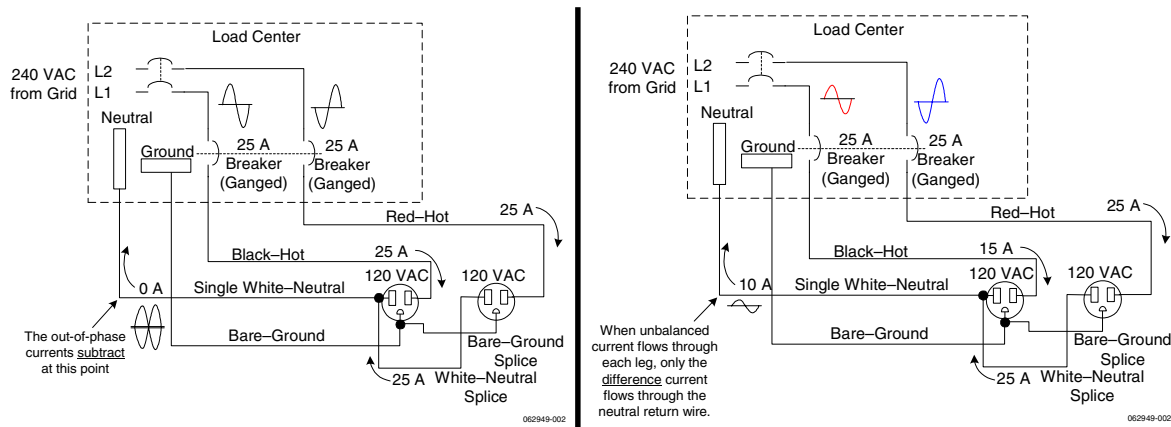 Load Center
240 VAC
from Grid
L2
L1
Neutral
Ground
25 A
Breaker
(Ganged)
25 A
Breaker
(Ganged)
Red–Hot
25 A
Black–Hot
25 A
120 VAC
120 VAC
0 A
Single White–Neutral
The out-of-phase
currents subtract
at this point
Bare–Ground
Bare–Ground
Splice
25 A
White–Neutral
Splice
062949-002
Load Center
240 VAC
from Grid
L2
L1
Neutral
Ground
25 A
Breaker
(Ganged)
25 A
Breaker
(Ganged)
Red–Hot
25 A
Black–Hot
15 A
120 VAC
120 VAC
10 A
Single White–Neutral
When unbalanced
current flows through
each leg, only the
difference current
flows through the
neutral return wire.
Bare–Ground
Bare–Ground
Splice
25 A
White–Neutral
Splice
062949-002